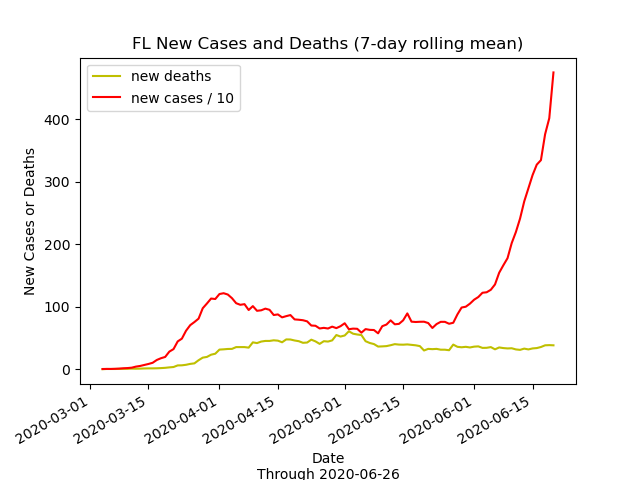 FL New Cases and Deaths (7-day rolling mean)
new deaths
new cases / 10
New Cases or Deaths
400
300
200
100
0
2020-03-01
2020-03-15
2020-04-01
2020-04-15
2020-05-01
2020-05-15
2020-06-01
2020-06-15
Date
Through 2020-06-26